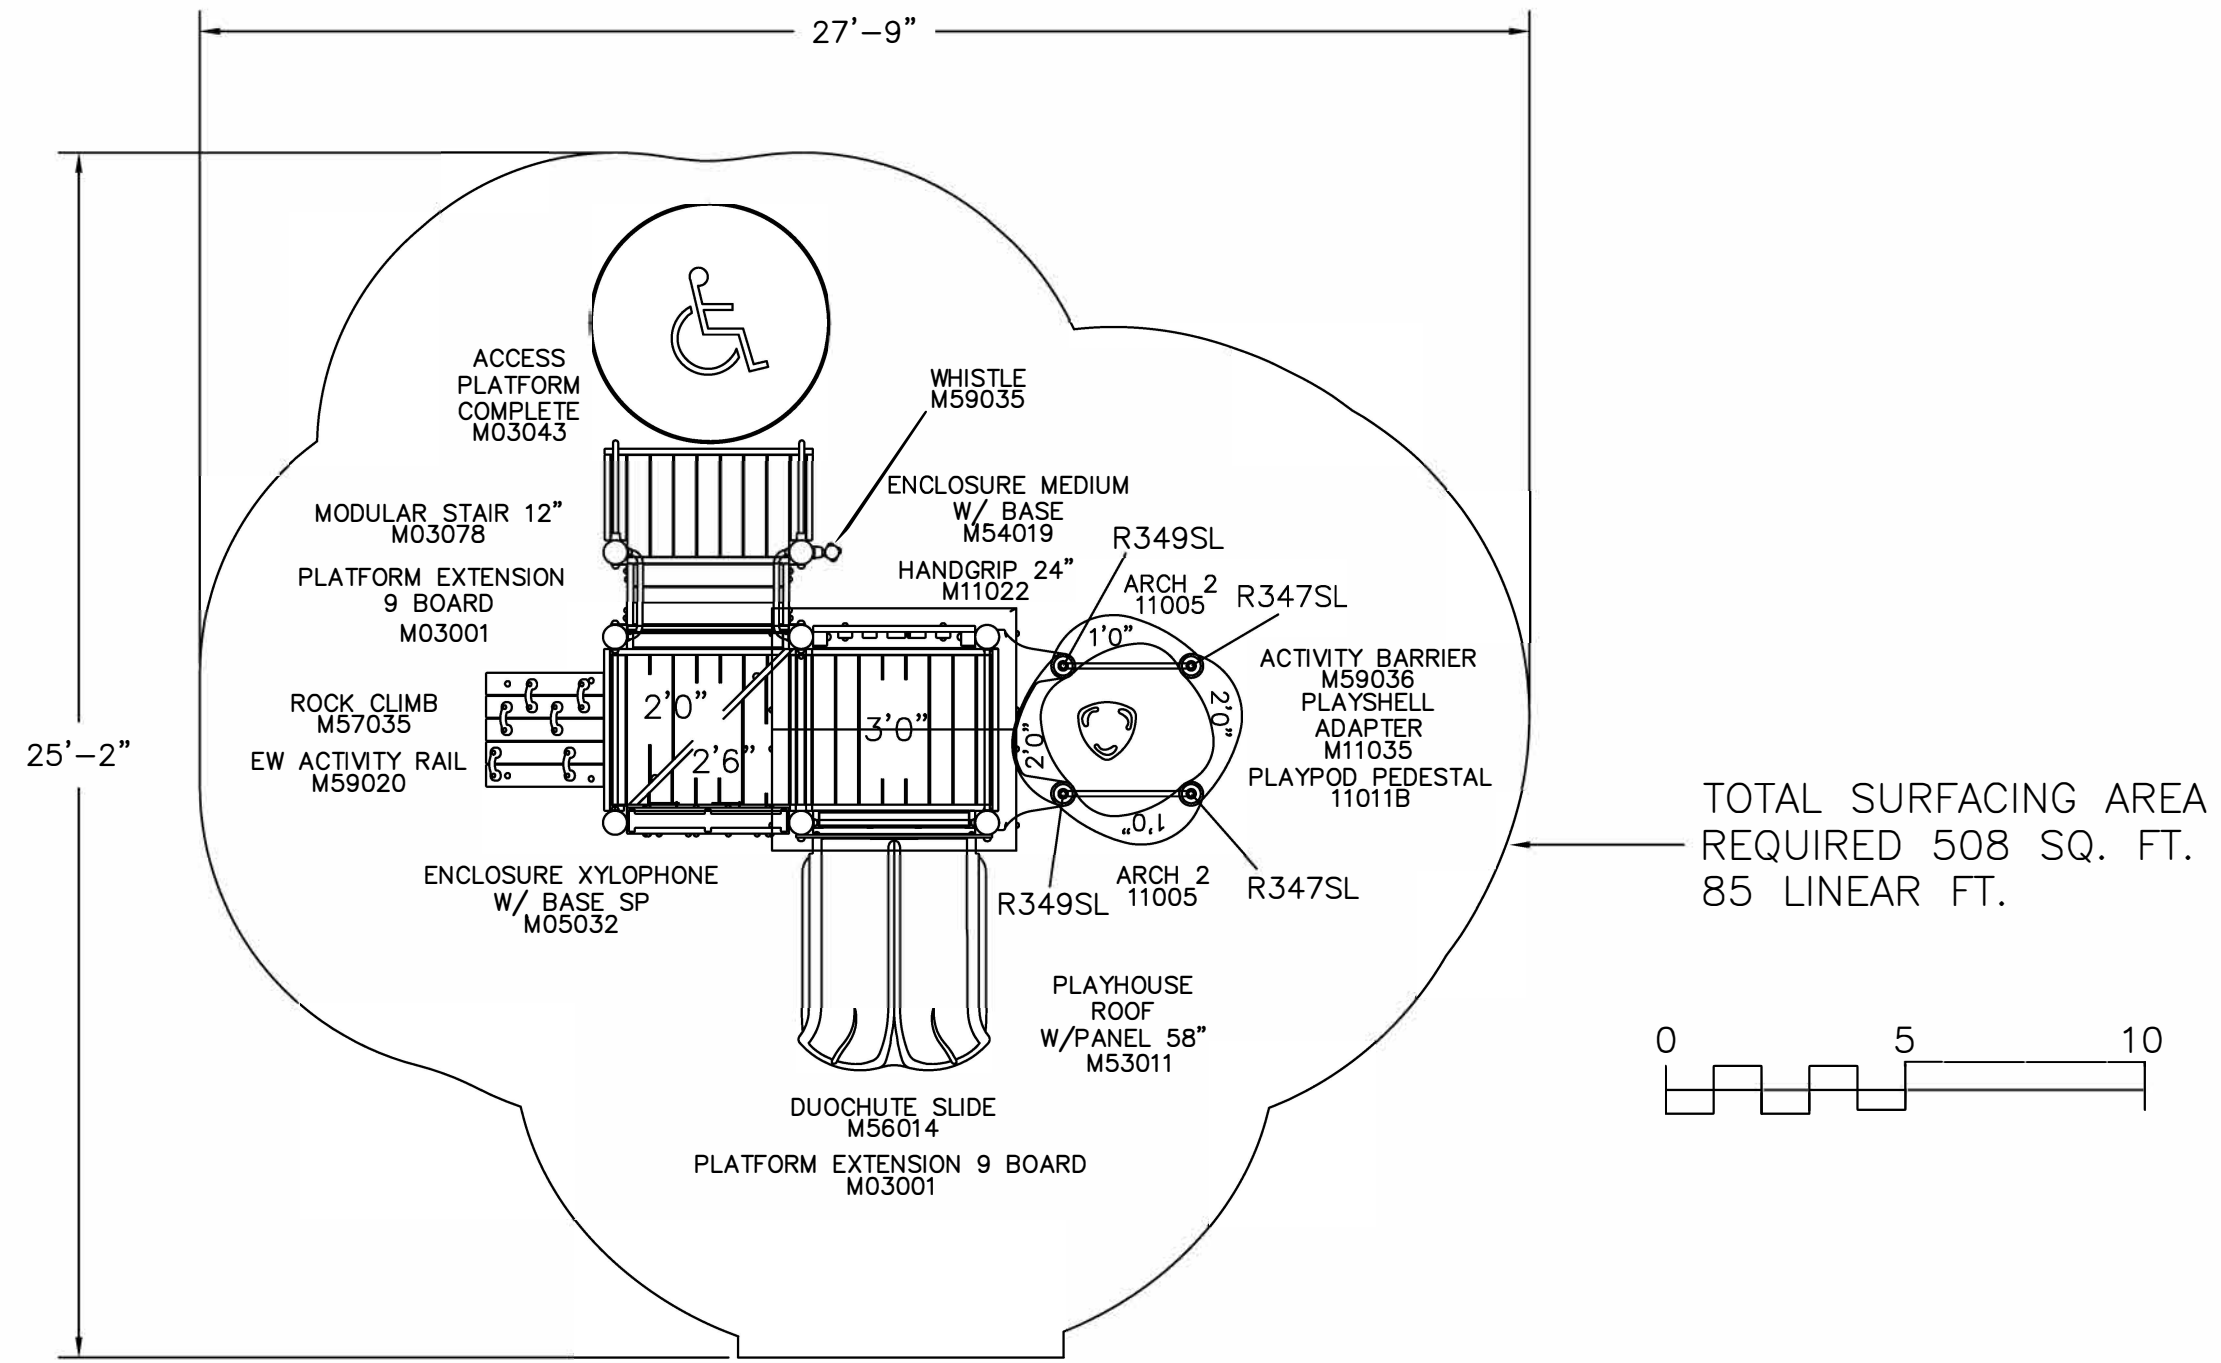 27'-9"
ACCESS
PLATFORM
COMPLETE
M03043
WHISTLE
M59035
ENCLOSURE MEDIUM
W/ BASE
M54019
MODULAR STAIR 12"
M03078
R349SL
HANDGRIP 24"
M11022
ARCH 2
11005
R347SL
PLATFORM EXTENSION
9 BOARD
M03001
1'0"
ACTIVITY BARRIER
M59036
PLAYSHELL
ADAPTER
M11035
PLAYPOD PEDESTAL
11011B
ROCK CLIMB
M57035
2'0"
3'0"
2'0"
2'0"
2'6"
25'-2"
EW ACTIVITY RAIL
M59020
1'0"
TOTAL SURFACING AREA
REQUIRED 508 SQ. FT.
85 LINEAR FT.
ENCLOSURE XYLOPHONE
W/ BASE SP
M05032
R349SL
ARCH 2
11005
R347SL
PLAYHOUSE
ROOF
W/PANEL 58"
M53011
0 5 10
DUOCHUTE SLIDE
M56014
PLATFORM EXTENSION 9 BOARD
M03001